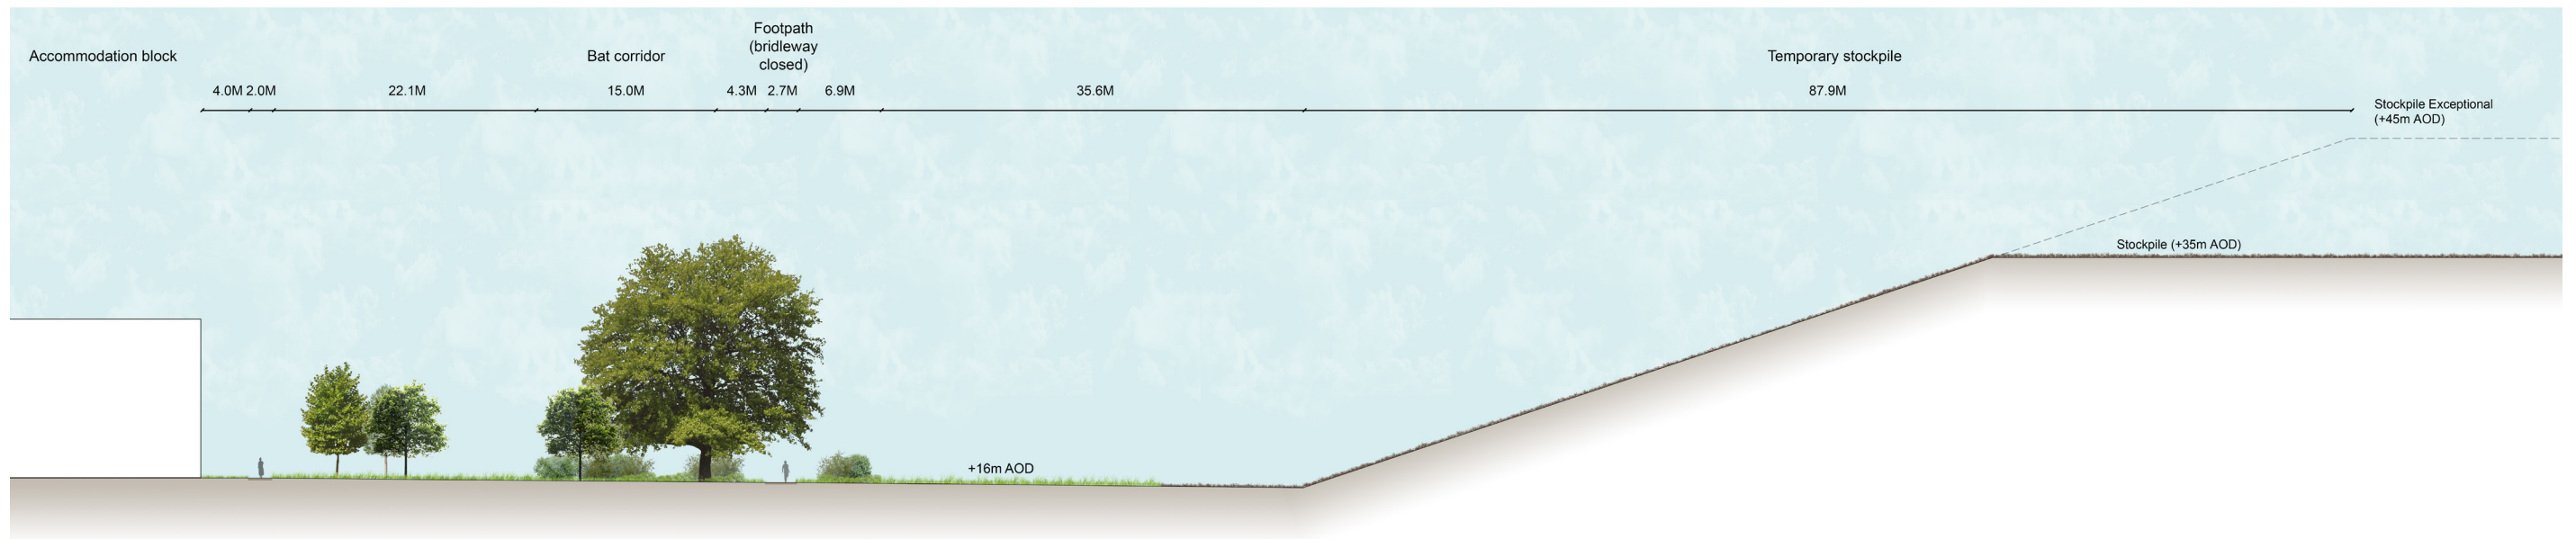 Accommodation block
Bat corridor
Footpath
(bridleway
closed)
Temporary stockpile
4.0M 2.0M 22.1M 15.0M 4.3M 2.7M 6.9M 35.6M 87.9M
Stockpile Exceptional
(+45m AOD)
Stockpile (+35m AOD)
+16m AOD